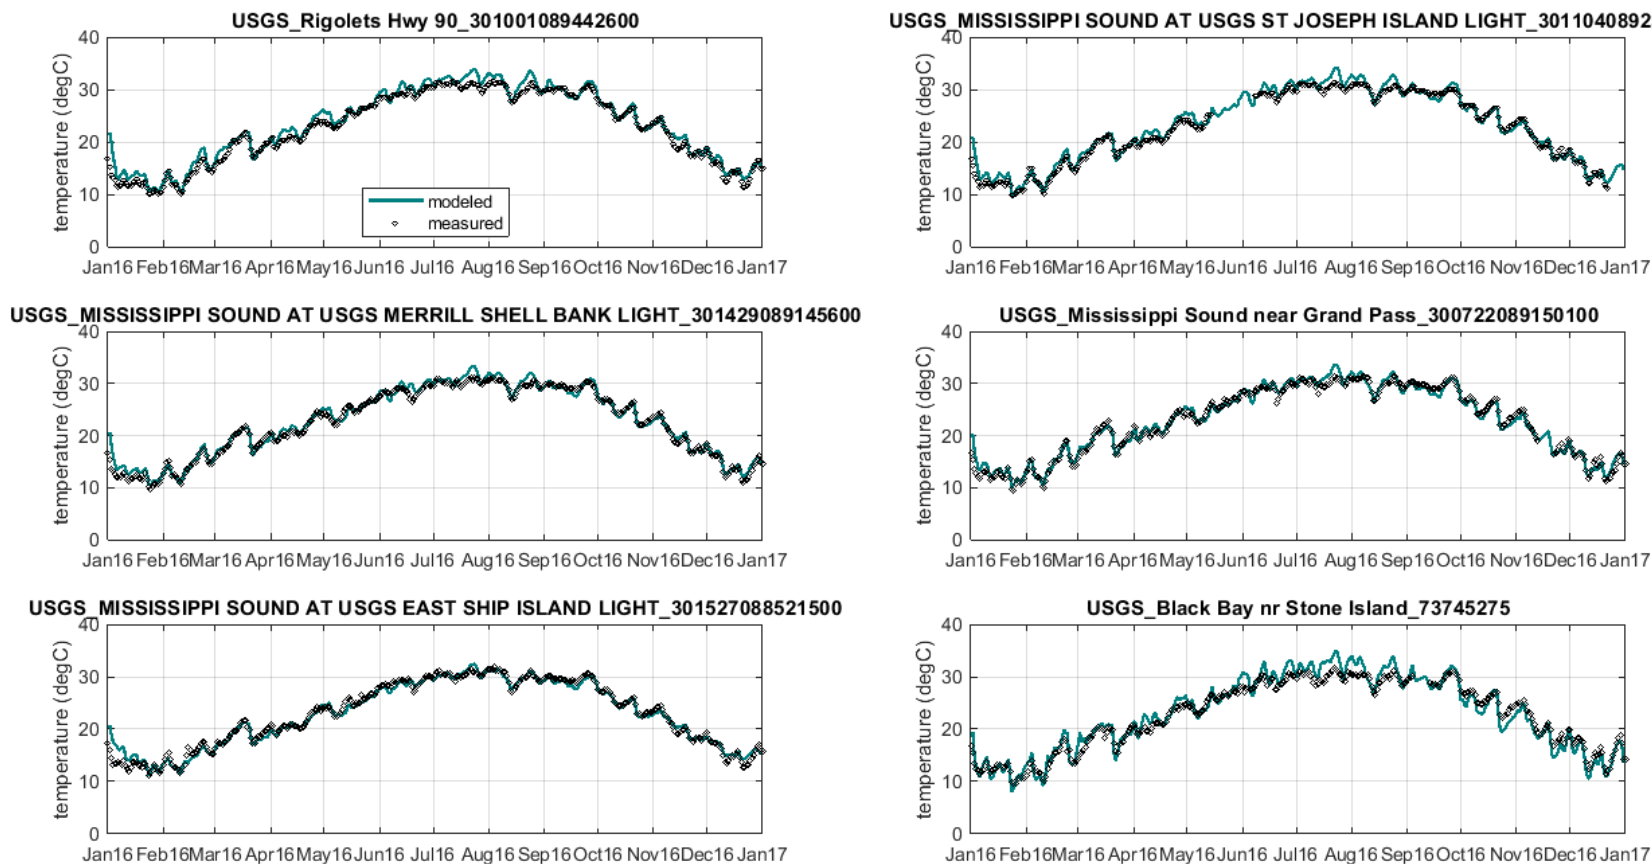 USGS_Rigolets Hwy 90_301001089442600
temperature (degC)
40
30
20
10
0
modeled
measured
Jan16 Feb16 Mar16 Apr16 May16 Jun16 Jul16 Aug16 Sep16 Oct16 Nov16 Dec16 Jan17
USGS_MISSISSIPPI SOUND AT USGS ST JOSEPH ISLAND LIGHT_3011040892
temperature (degC)
40
30
20
10
0
Jan16 Feb16 Mar16 Apr16 May16 Jun16 Jul16 Aug16 Sep16 Oct16 Nov16 Dec16 Jan17
USGS_MISSISSIPPI SOUND AT USGS MERRILL SHELL BANK LIGHT_301429089145600
temperature (degC)
40
30
20
10
0
Jan16 Feb16 Mar16 Apr16 May16 Jun16 Jul16 Aug16 Sep16 Oct16 Nov16 Dec16 Jan17
USGS_Mississippi Sound near Grand Pass_300722089150100
temperature (degC)
40
30
20
10
0
Jan16 Feb16 Mar16 Apr16 May16 Jun16 Jul16 Aug16 Sep16 Oct16 Nov16 Dec16 Jan17
USGS_MISSISSIPPI SOUND AT USGS EAST SHIP ISLAND LIGHT_301527088521500
temperature (degC)
40
30
20
10
0
Jan16 Feb16 Mar16 Apr16 May16 Jun16 Jul16 Aug16 Sep16 Oct16 Nov16 Dec16 Jan17
USGS_Black Bay nr Stone Island_73745275
temperature (degC)
40
30
20
10
0
Jan16 Feb16 Mar16 Apr16 May16 Jun16 Jul16 Aug16 Sep16 Oct16 Nov16 Dec16 Jan17